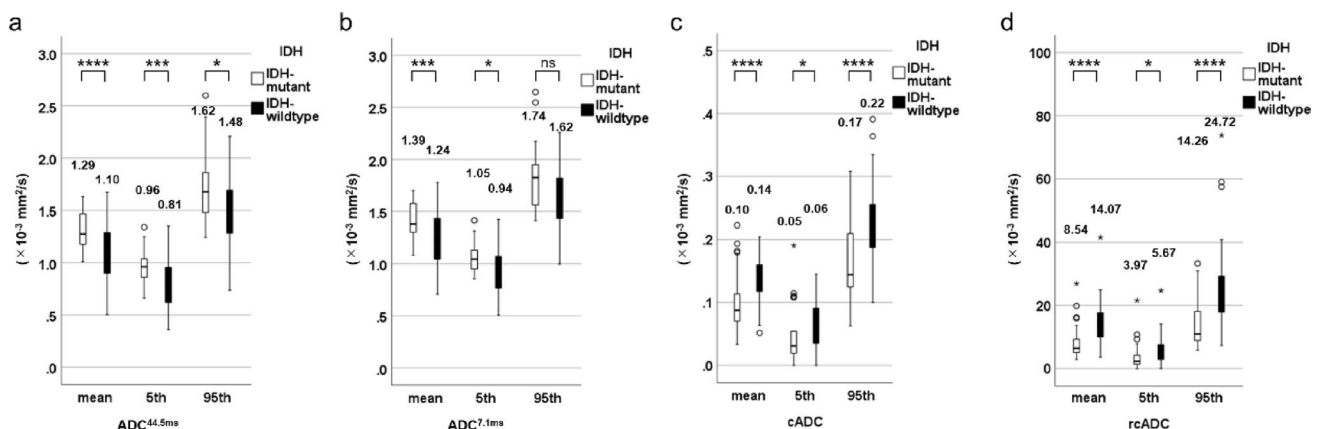 a
3.0
2.5
2.0
1.5
1.0
.5
.0
(× 10⁻³ mm²/s)
****
***
*
IDH
IDH-
mutant
IDH-
wildtype
1.29
1.10
0.96
0.81
1.62
1.48
mean 5th 95th
ADC⁴⁴·⁵ᵐˢ
b
3.0
2.5
2.0
1.5
1.0
.5
.0
(× 10⁻³ mm²/s)
***
*
ns
IDH
IDH-
mutant
IDH-
wildtype
1.39
1.24
1.05
0.94
1.74
1.62
mean 5th 95th
ADC⁷·¹ᵐˢ
c
.5
.4
.3
.2
.1
.0
(× 10⁻³ mm²/s)
****
*
****
IDH
IDH-
mutant
IDH-
wildtype
0.10
0.14
0.05
0.06
0.17
0.22
mean 5th 95th
cADC
d
100
80
60
40
20
0
(× 10⁻³ mm²/s)
****
*
****
IDH
IDH-
mutant
IDH-
wildtype
8.54
14.07
3.97
5.67
14.26
24.72
mean 5th 95th
rcADC